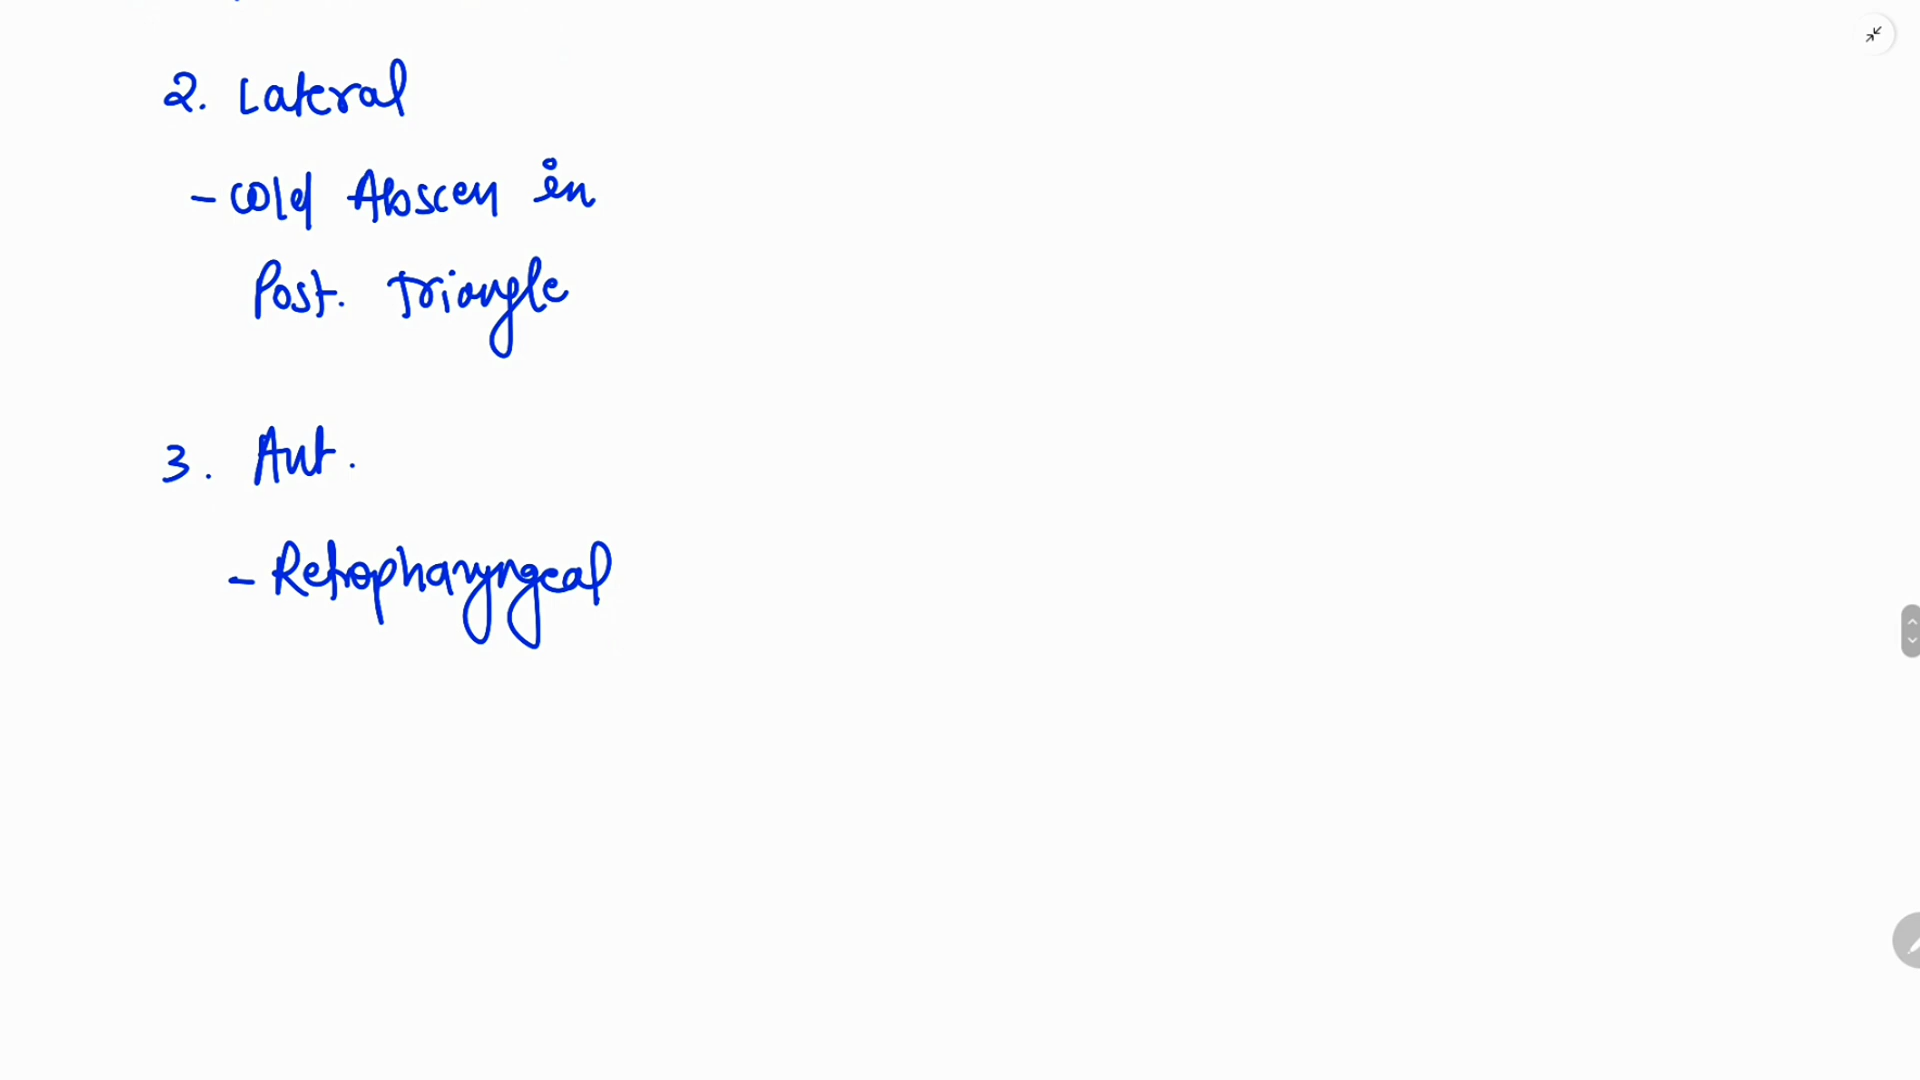 2. Lateral
- cold Abscess in
Post. Triangle
3. Ant.
- Retropharyngeal